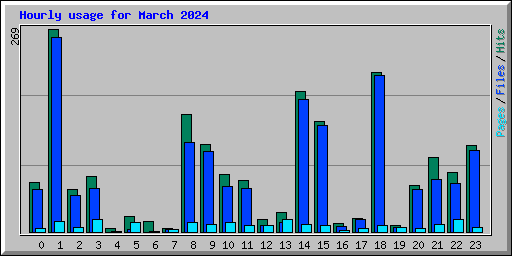 Hourly usage for March 2024
269
Pages / Files / Hits
0 1 2 3 4 5 6 7 8 9 10 11 12 13 14 15 16 17 18 19 20 21 22 23